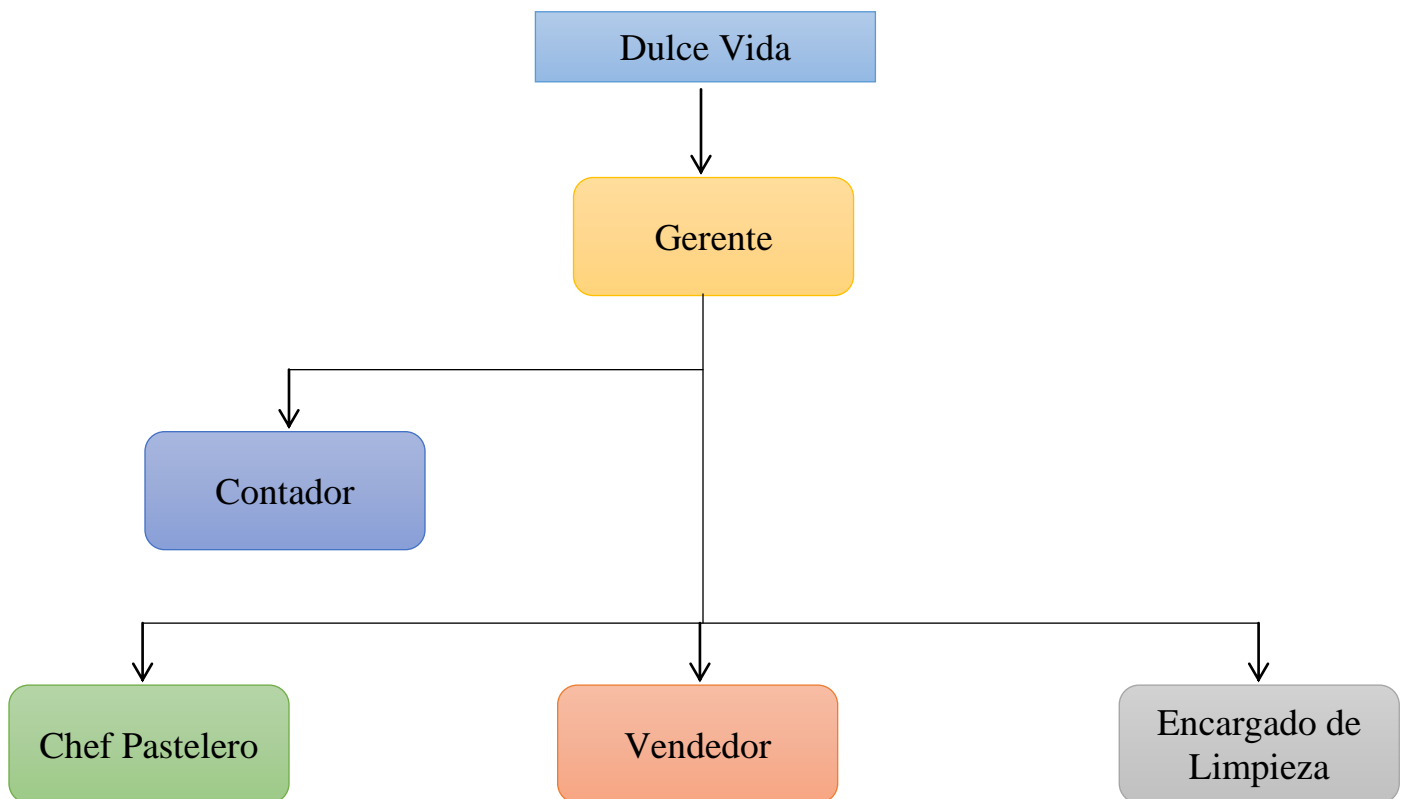 Dulce Vida
Gerente
Contador
Chef Pastelero
Vendedor
Encargado de
Limpieza